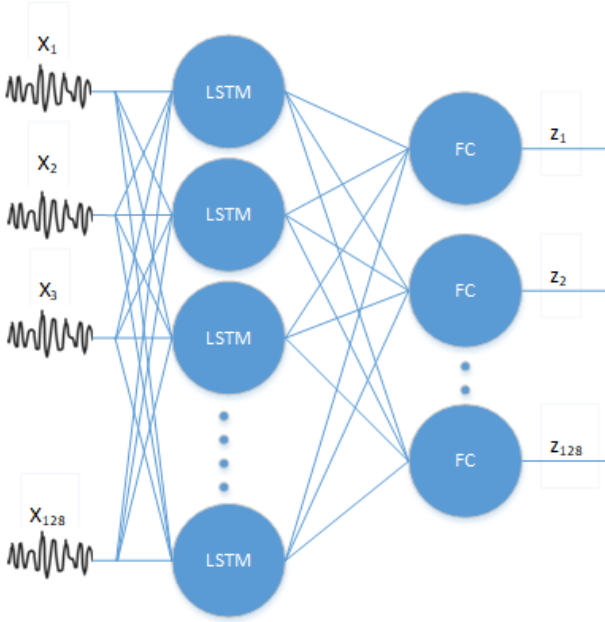 X₁
LSTM
FC
z₁
X₂
LSTM
X₃
LSTM
FC
z₂
X₁₂₈
LSTM
FC
z₁₂₈